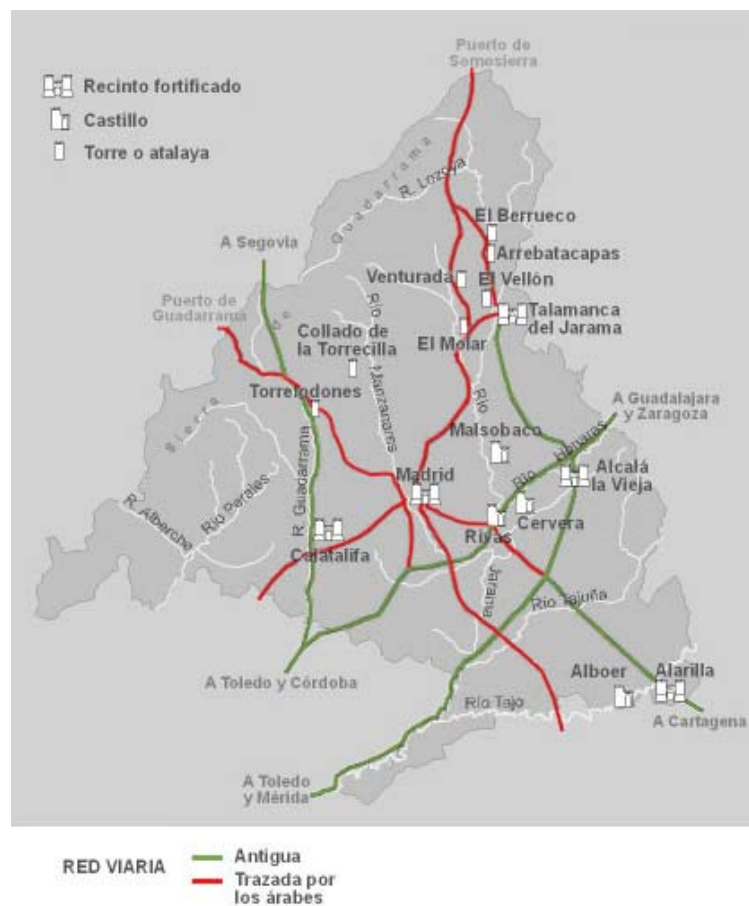 Puerto de
Somosierra
Recinto fortificado
Castillo
Torre o atalaya
Guadarrama
R. Lozoya
El Berrueco
Arrebatacapas
A Segovia
Venturada
El Vellón
Puerto de
Guadarrama
Talamanca
del Jarama
Collado de
la Torrecilla
El Molar
de
Río
Manzanares
Torrelodones
A Guadalajara
y Zaragoza
Sierra
Río
Malsobaco
Río Henares
R. Guadarrama
Madrid
Alcalá
la Vieja
Río Perales
R. Alberche
Rivas
Cervera
Calatalifa
Jarama
Río Tajuña
A Toledo y Córdoba
Alboer
Alarilla
Río Tajo
A Cartagena
A Toledo
y Mérida
RED VIARIA
Antigua
Trazada por
los árabes